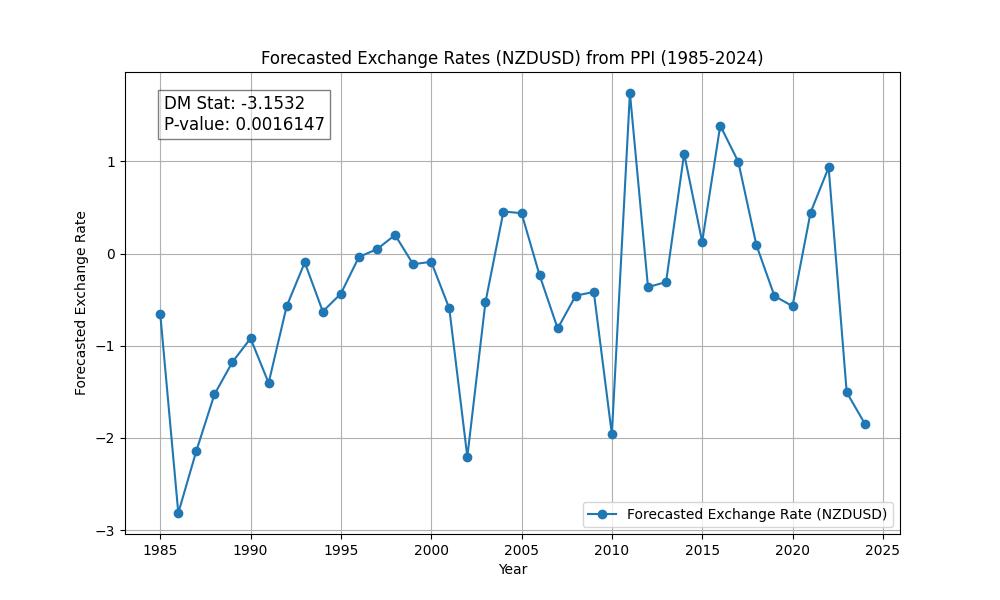 Forecasted Exchange Rates (NZDUSD) from PPI (1985-2024)
DM Stat: -3.1532
P-value: 0.0016147
Forecasted Exchange Rate
1
0
−1
−2
−3
Forecasted Exchange Rate (NZDUSD)
1985 1990 1995 2000 2005 2010 2015 2020 2025
Year